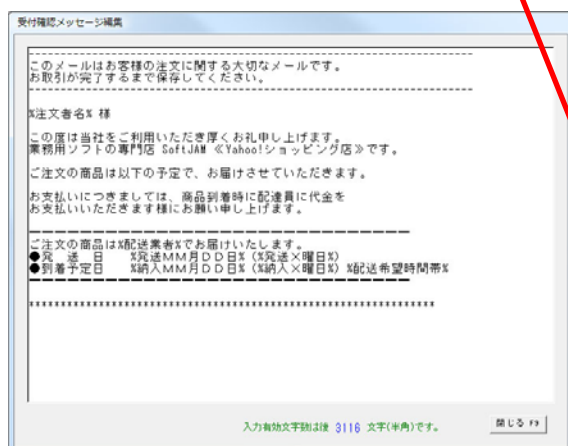 受付確認メッセージ編集
--------------------------------------------------------------------------
このメールはお客様の注文に関する大切なメールです。
お取引が完了するまで保存してください。
--------------------------------------------------------------------------
%注文者名% 様
この度は当社をご利用いただき厚くお礼申し上げます。
業務用ソフトの専門店 SoftJAM ≪Yahoo!ショッピング店≫です。
ご注文の商品は以下の予定で、お届けさせていただきます。
お支払いにつきましては、商品到着時に配達員に代金を
お支払いいただきます様にお願い申し上げます。
━━━━━━━━━━━━━━━━━━━━━━━━━━━━━━
ご注文の商品は%配送業者%でお届けいたします。
●発 送 日 %発送MM月DD日% (%発送×曜日%)
●到着予定日 %納入MM月DD日% (%納入×曜日%) %配送希望時間帯%
━━━━━━━━━━━━━━━━━━━━━━━━━━━━━━
********************************************************************
入力有効文字数は後 3116 文字(半角)です。
閉じる F9